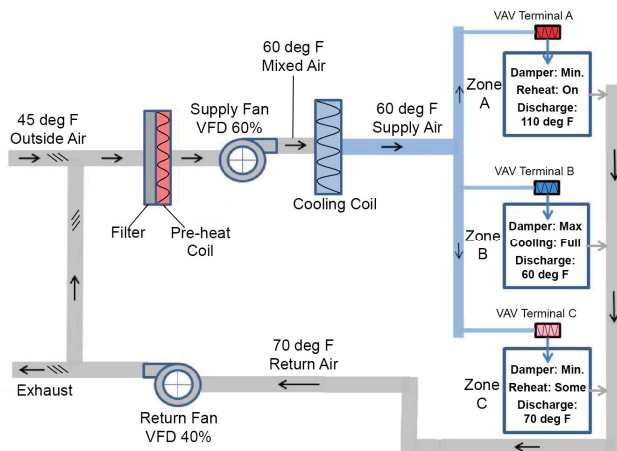 VAV Terminal A
60 deg F
Mixed Air
Zone
A
Damper: Min.
Reheat: On
Discharge:
110 deg F
45 deg F
Outside Air
Supply Fan
VFD 60%
60 deg F
Supply Air
VAV Terminal B
Cooling Coil
Filter
Pre-heat
Coil
Zone
B
Damper: Max
Cooling: Full
Discharge:
60 deg F
VAV Terminal C
70 deg F
Return Air
Zone
C
Damper: Min.
Reheat: Some
Discharge:
70 deg F
Exhaust
Return Fan
VFD 40%